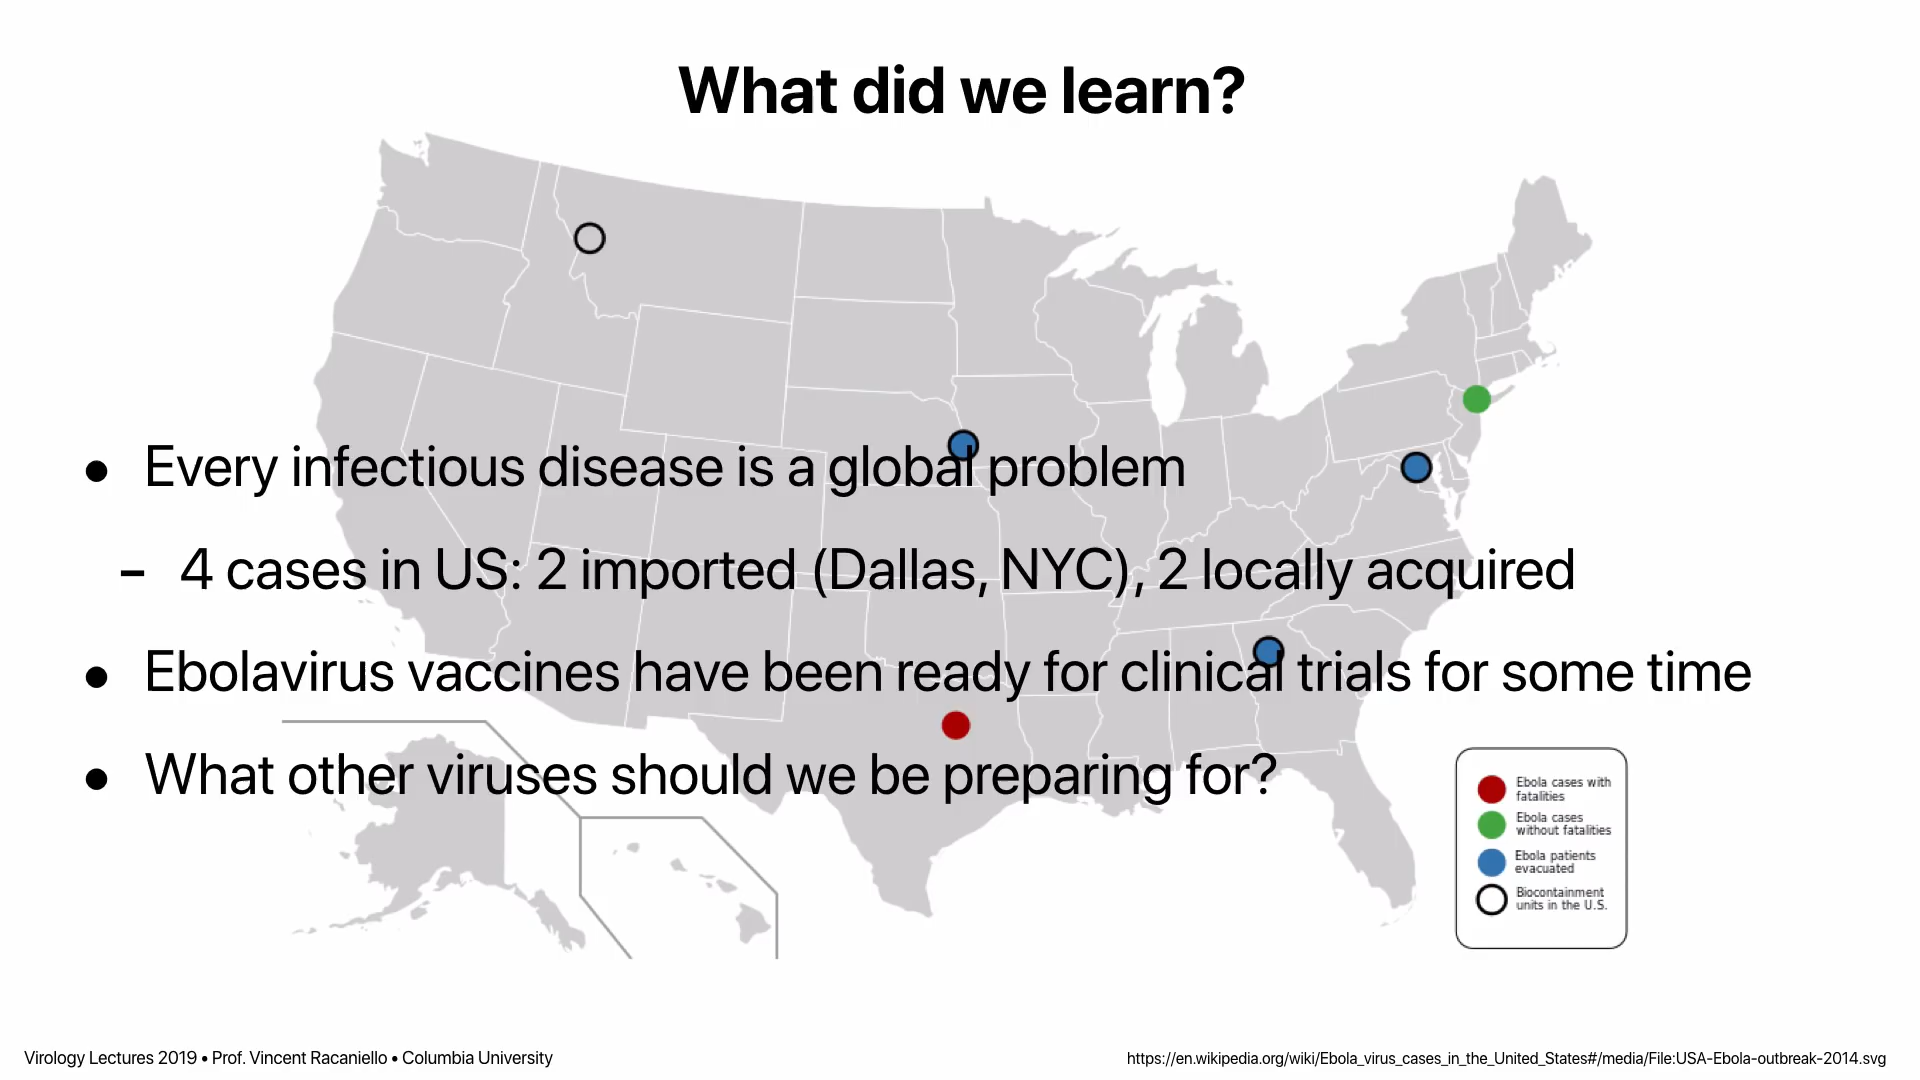 What did we learn?
• Every infectious disease is a global problem
- 4 cases in US: 2 imported (Dallas, NYC), 2 locally acquired
• Ebolavirus vaccines have been ready for clinical trials for some time
• What other viruses should we be preparing for?
Ebola cases with
fatalities
Ebola cases
without fatalities
Ebola patients
evacuated
Biocontainment
units in the U.S.
Virology Lectures 2019 • Prof. Vincent Racaniello • Columbia University
https://en.wikipedia.org/wiki/Ebola_virus_cases_in_the_United_States#/media/File:USA-Ebola-outbreak-2014.svg